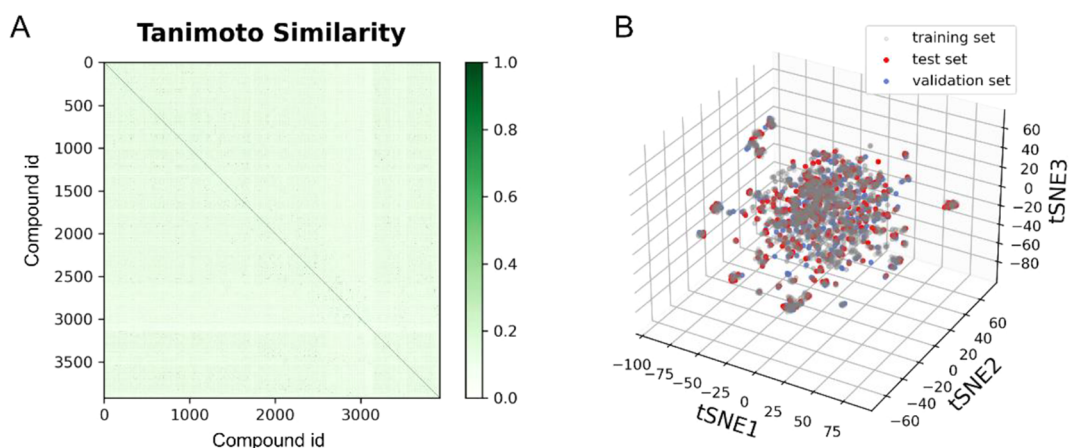 A
Tanimoto Similarity
0
500
1000
1500
2000
2500
3000
3500
Compound id
0 1000 2000 3000
Compound id
1.0
0.8
0.6
0.4
0.2
0.0
B
training set
test set
validation set
60
40
20
0
−20
−40
−60
−80
tSNE3
60
40
20
0
−20
−40
−60
tSNE2
−100 −75 −50 −25 0 25 50 75
tSNE1